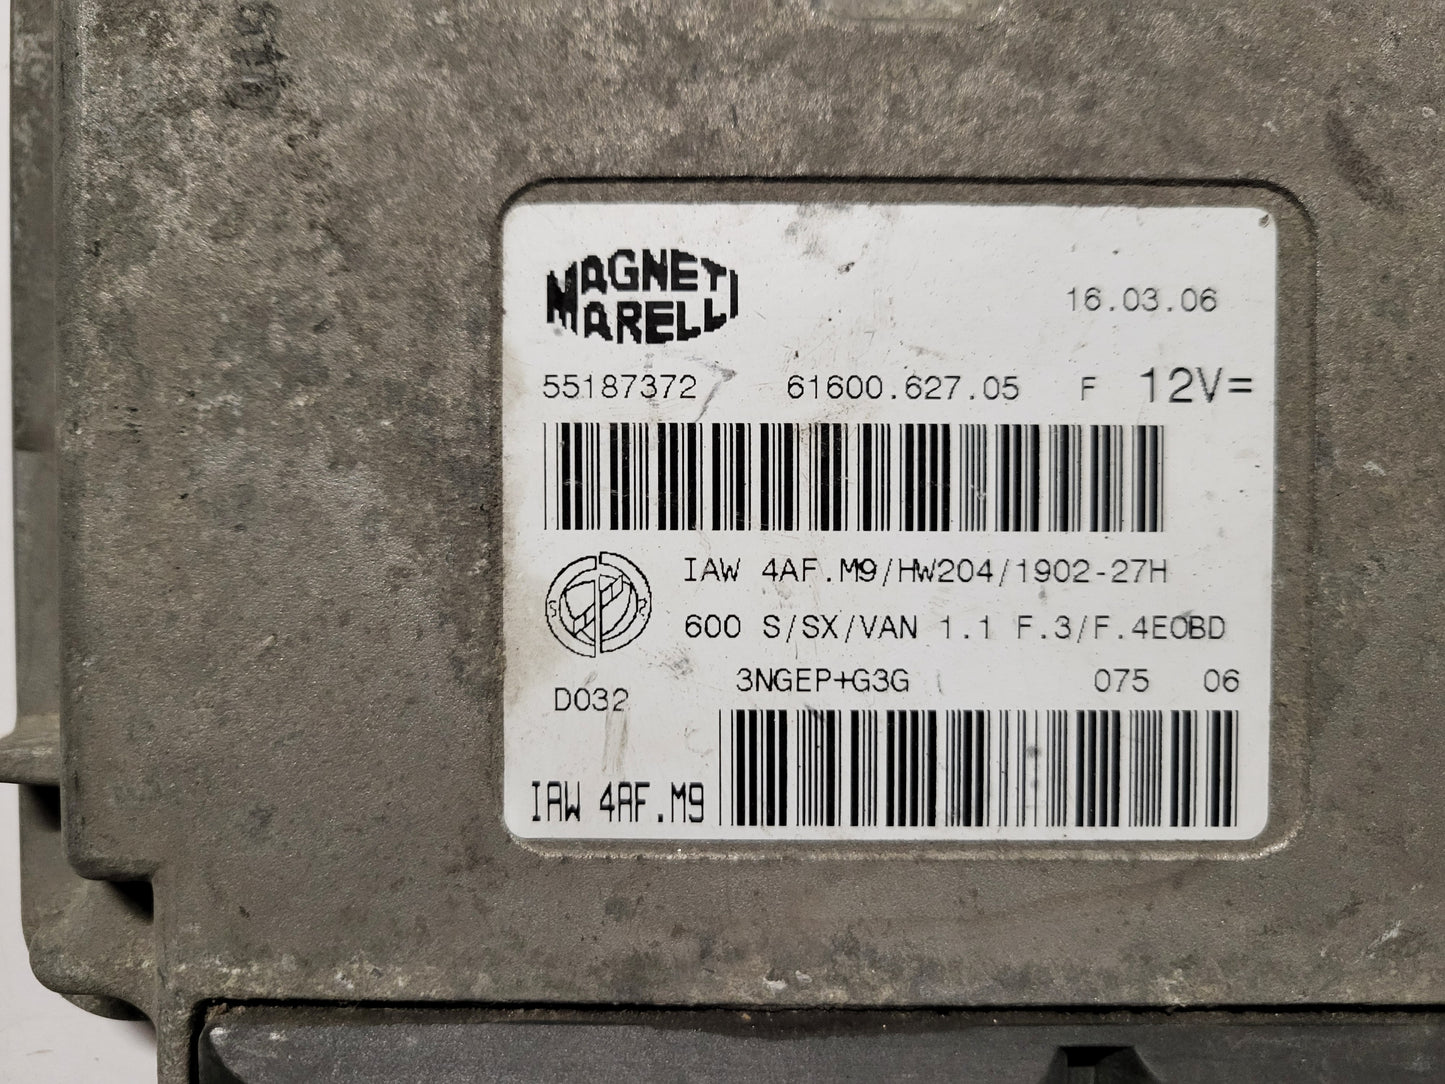 MAGNETI
MARELLI
16.03.06
55187372 61600.627.05 F 12V=
IAW 4AF.M9/HW204/1902-27H
600 S/SX/VAN 1.1 F.3/F.4EOBD
3NGEP+G3G 075 06
D032
IAW 4AF.M9